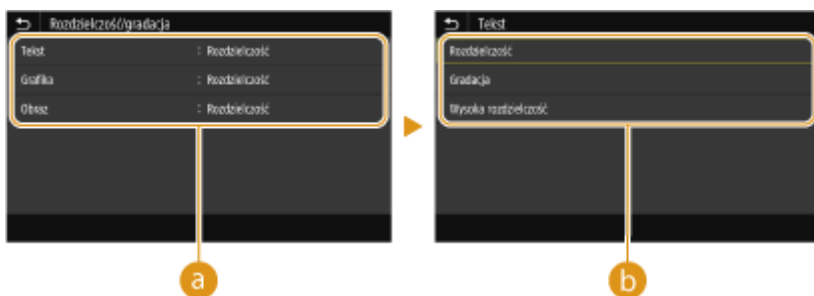 Rozdzielczość/gradacja
Tekst : Rozdzielczość
Grafika : Rozdzielczość
Obraz : Rozdzielczość
a
Tekst
Rozdzielczość
Gradacja
Wysoka rozdzielczość
b